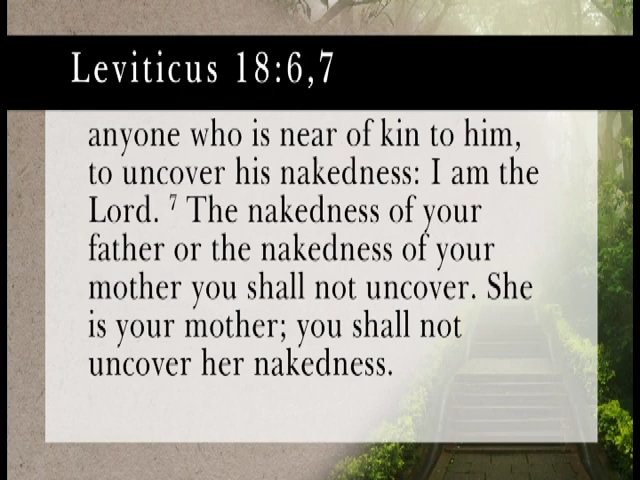 Leviticus 18:6,7
anyone who is near of kin to him,
to uncover his nakedness: I am the
Lord. ⁷ The nakedness of your
father or the nakedness of your
mother you shall not uncover. She
is your mother; you shall not
uncover her nakedness.